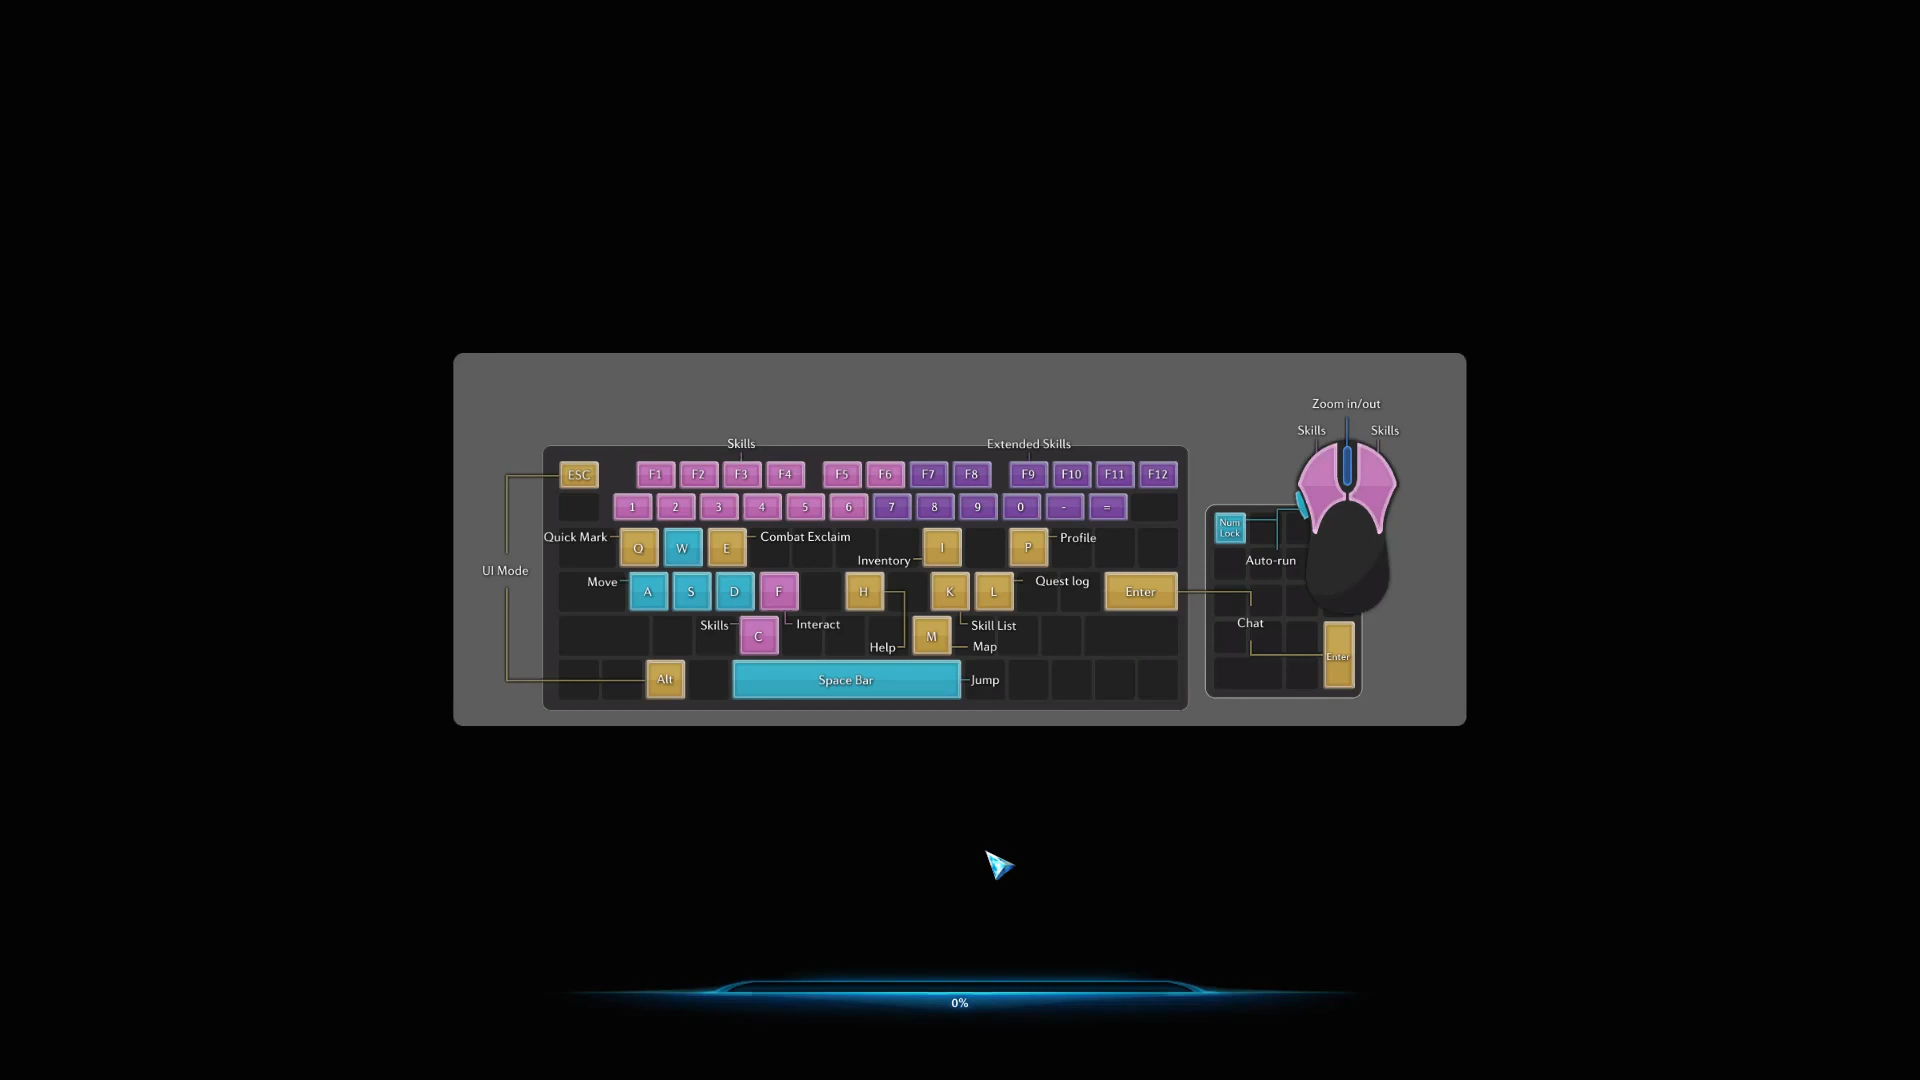 Zoom in/out
Skills Skills
Skills Extended Skills
ESC F1 F2 F3 F4 F5 F6 F7 F8 F9 F10 F11 F12
1 2 3 4 5 6 7 8 9 0 - =
Num
Lock
Quick Mark Q W E Combat Exclaim I P Profile
Inventory
Auto-run
UI Mode
Move A S D F H K L Quest log Enter
Chat
Skills C Interact M Skill List
Help Map
Enter
Alt Space Bar Jump
0%